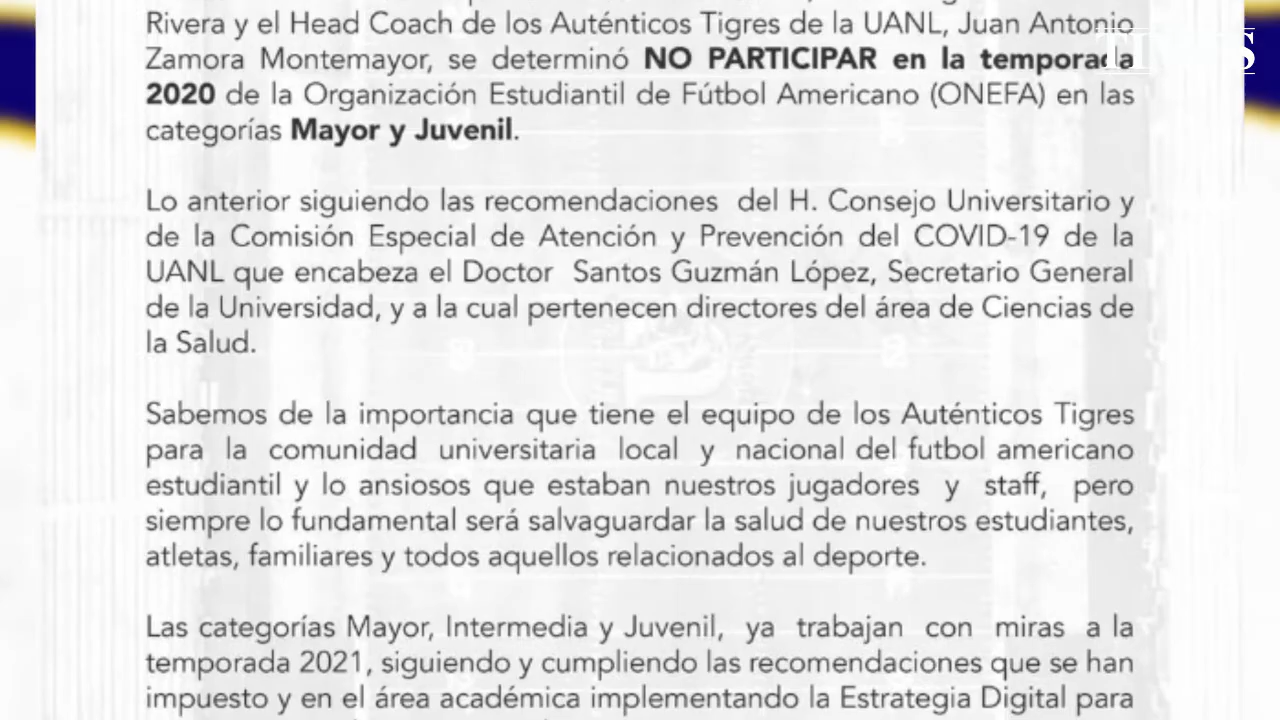 Rivera y el Head Coach de los Auténticos Tigres de la UANL, Juan Antonio
Zamora Montemayor, se determinó NO PARTICIPAR en la temporada
2020 de la Organización Estudiantil de Fútbol Americano (ONEFA) en las
categorías Mayor y Juvenil.
Lo anterior siguiendo las recomendaciones del H. Consejo Universitario y
de la Comisión Especial de Atención y Prevención del COVID-19 de la
UANL que encabeza el Doctor Santos Guzmán López, Secretario General
de la Universidad, y a la cual pertenecen directores del área de Ciencias de
la Salud.
Sabemos de la importancia que tiene el equipo de los Auténticos Tigres
para la comunidad universitaria local y nacional del futbol americano
estudiantil y lo ansiosos que estaban nuestros jugadores y staff, pero
siempre lo fundamental será salvaguardar la salud de nuestros estudiantes,
atletas, familiares y todos aquellos relacionados al deporte.
Las categorías Mayor, Intermedia y Juvenil, ya trabajan con miras a la
temporada 2021, siguiendo y cumpliendo las recomendaciones que se han
impuesto y en el área académica implementando la Estrategia Digital para